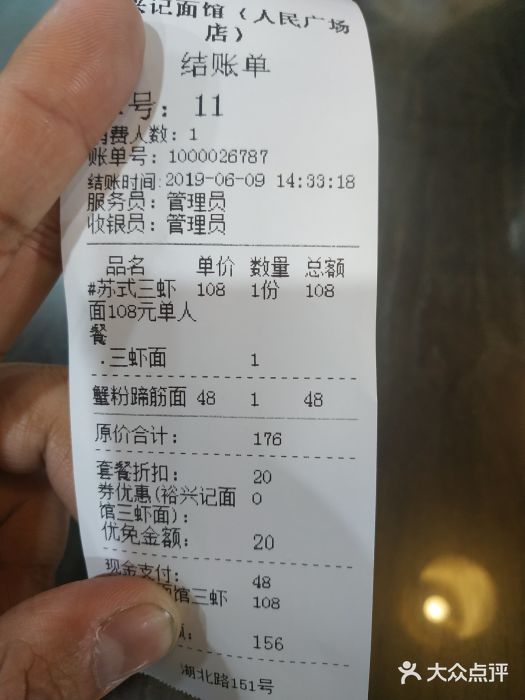 兴记面馆（人民广场
店）
结账单
号： 11
消费人数：1
账单号：1000026787
结账时间:2019-06-09 14:33:18
服务员：管理员
收银员：管理员
品名 单价 数量 总额
#苏式三虾 108 1份 108
面108元单人
餐
.三虾面 1
蟹粉蹄筋面 48 1 48
原价合计： 176
套餐折扣： 20
券优惠(裕兴记面 0
馆三虾面)：
优免金额： 20
现金支付： 48
馆三虾 108
156
湖北路151号
大众点评